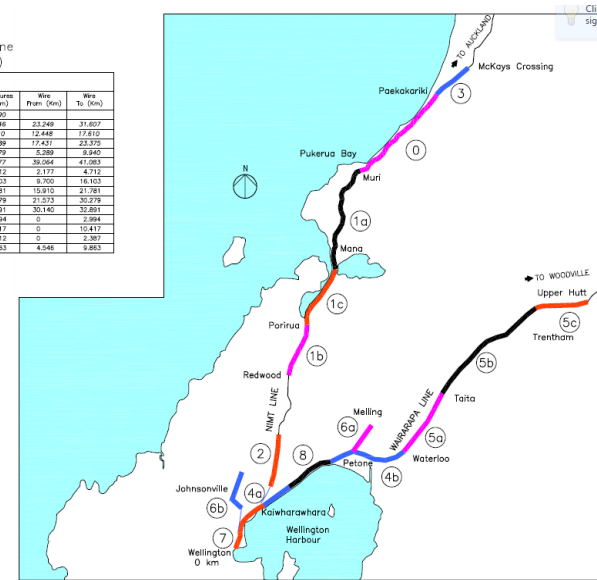 Cli
sig
ne
)
ures
m)
Wire
From (Km)
Wire
To (Km)
23.249 31.607
12.448 17.610
17.431 23.375
5.289 9.940
39.064 41.083
2.177 4.712
9.700 16.103
15.910 21.781
21.573 30.279
30.140 32.891
0 2.994
0 10.417
0 2.387
4.546 9.863
TO AUCKLAND
McKays Crossing
Paekakariki
3
0
Pukerua Bay
Muri
N
1a
Mana
TO WOODVILLE
Upper Hutt
1c
5c
Porirua
Trentham
1b
5b
Redwood
NIMT LINE
Melling
Taita
6a
WAIRARAPA LINE
5a
2
8
Petone
Waterloo
4b
Johnsonville
4a
6b
Kaiwharawhara
7
Wellington
Harbour
Wellington
0 km